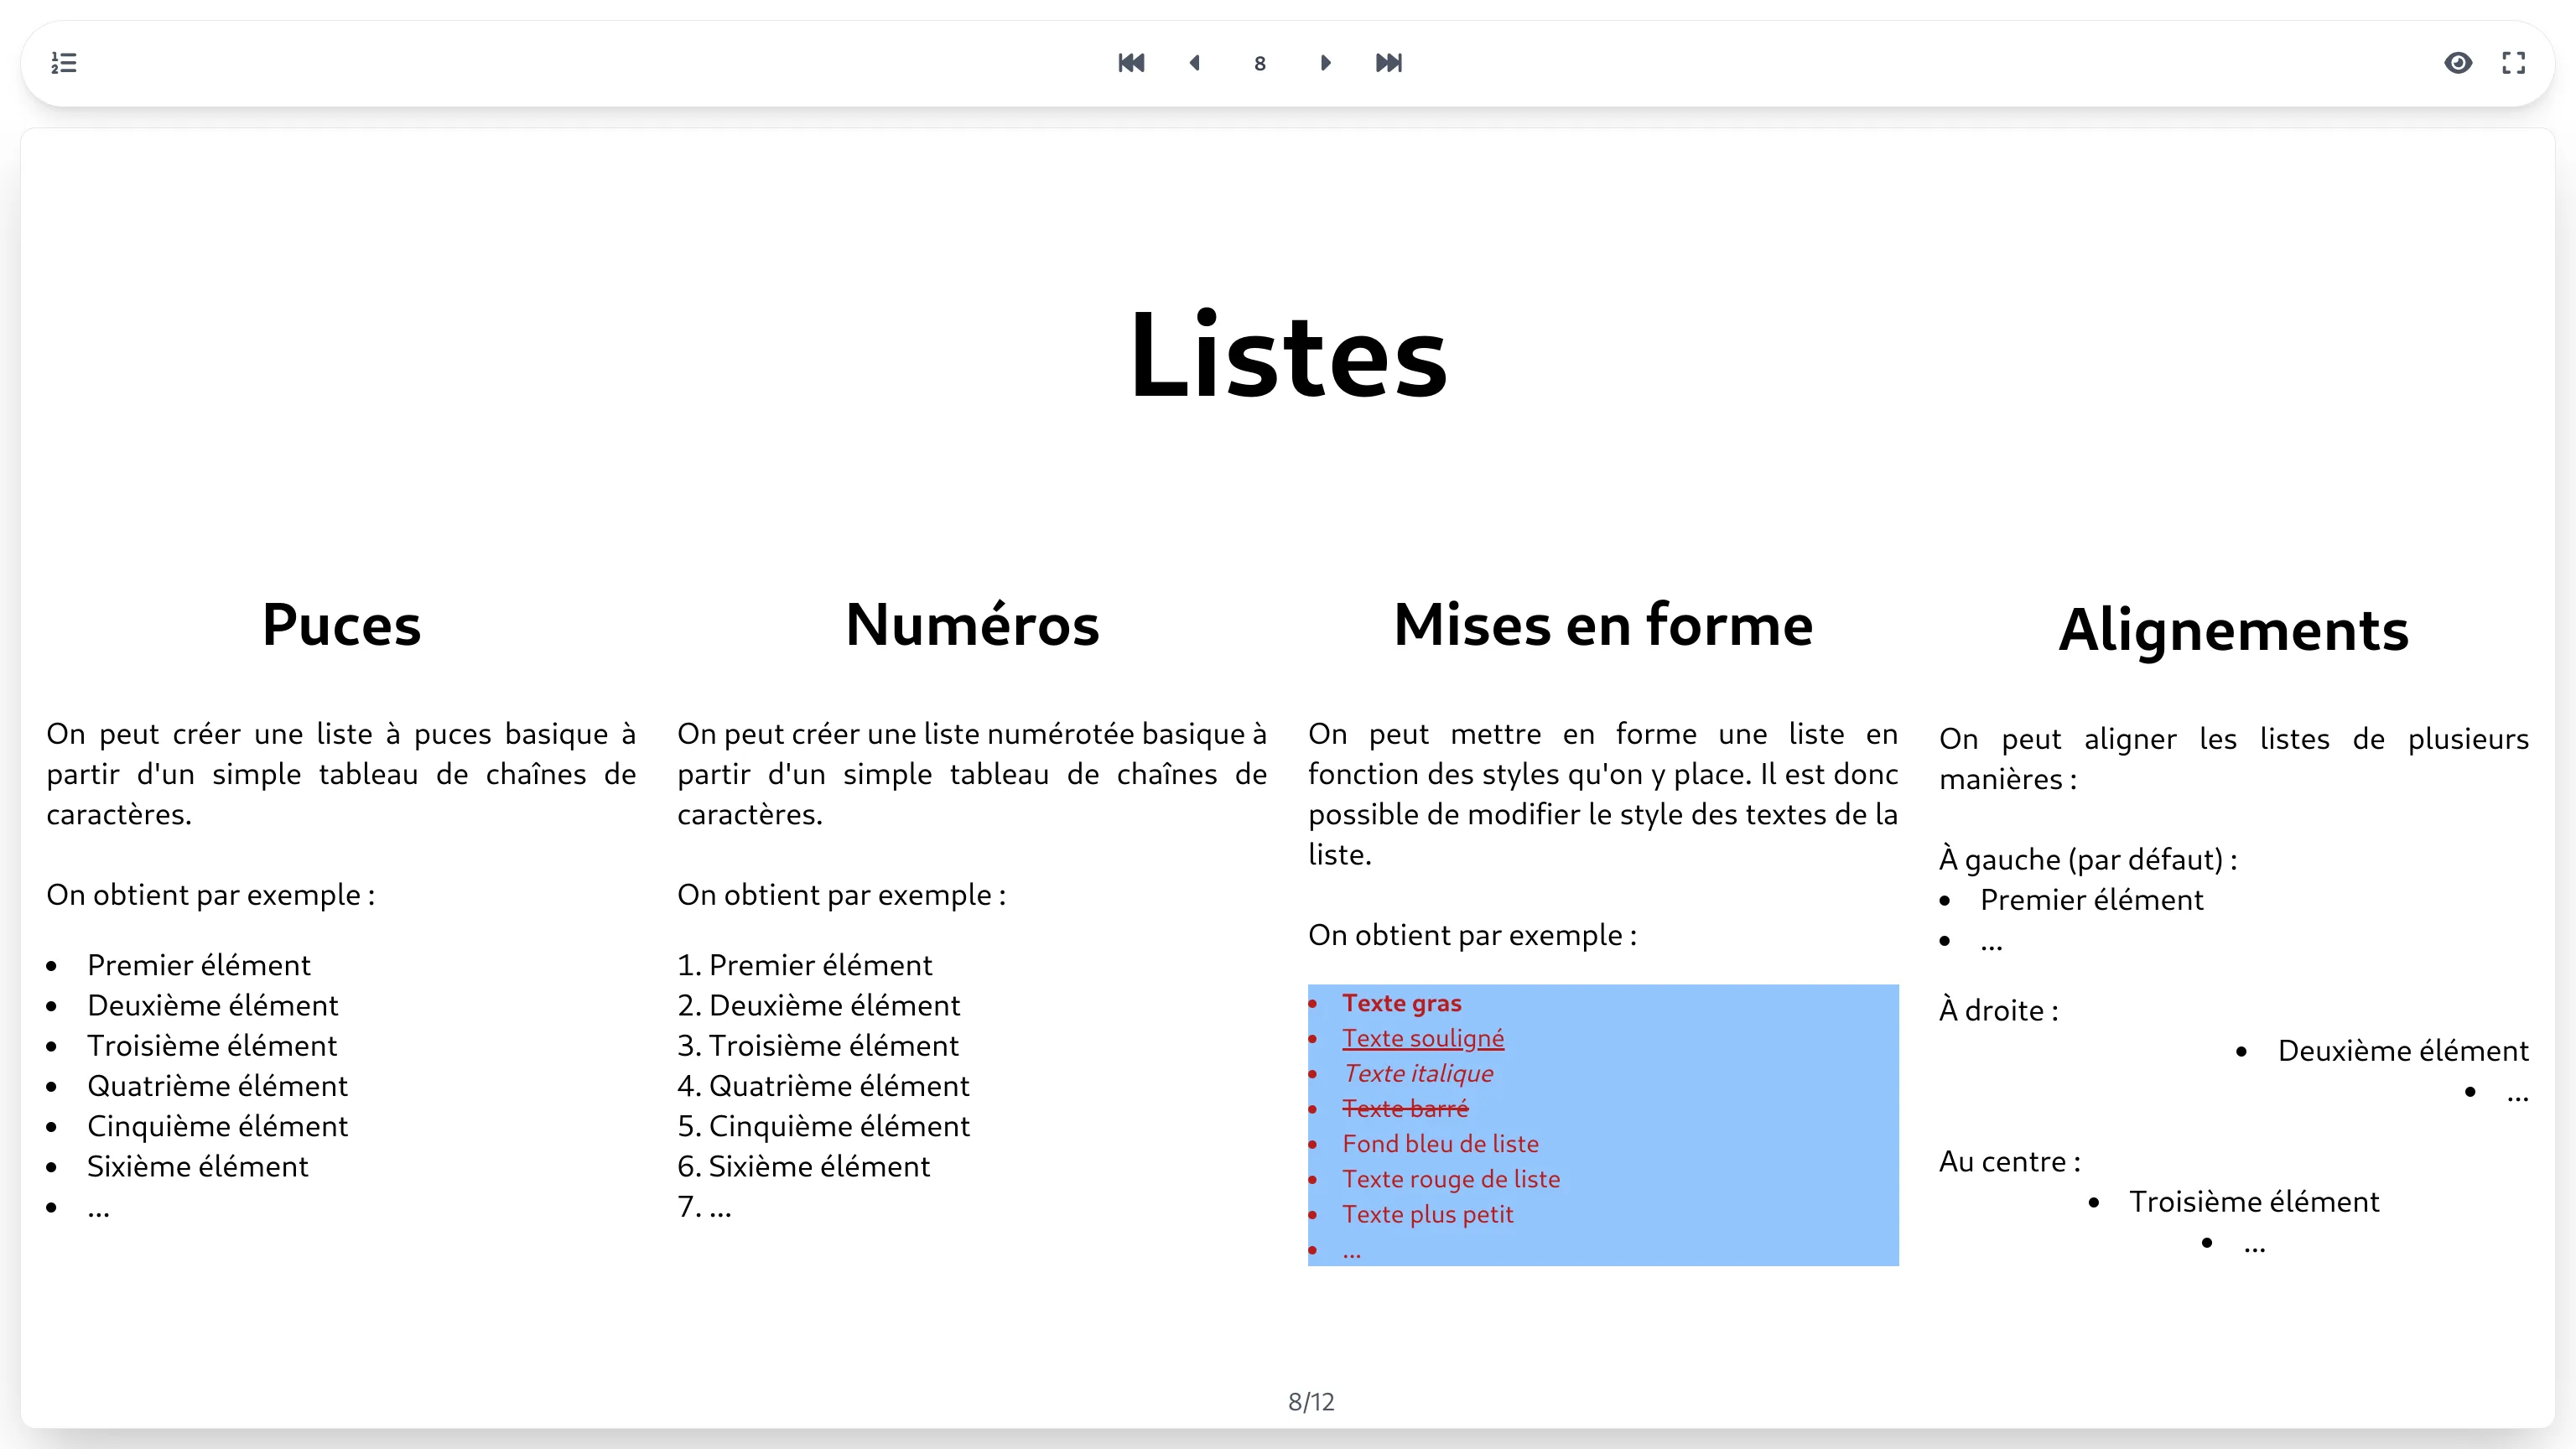 8
Listes
Puces
On peut créer une liste à puces basique à
partir d'un simple tableau de chaînes de
caractères.
On obtient par exemple :
• Premier élément
• Deuxième élément
• Troisième élément
• Quatrième élément
• Cinquième élément
• Sixième élément
• ...
Numéros
On peut créer une liste numérotée basique à
partir d'un simple tableau de chaînes de
caractères.
On obtient par exemple :
1. Premier élément
2. Deuxième élément
3. Troisième élément
4. Quatrième élément
5. Cinquième élément
6. Sixième élément
7. ...
Mises en forme
On peut mettre en forme une liste en
fonction des styles qu'on y place. Il est donc
possible de modifier le style des textes de la
liste.
On obtient par exemple :
• Texte gras
• Texte souligné
• Texte italique
• Texte barré
• Fond bleu de liste
• Texte rouge de liste
• Texte plus petit
• ...
Alignements
On peut aligner les listes de plusieurs
manières :
À gauche (par défaut) :
• Premier élément
• ...
À droite :
• Deuxième élément
• ...
Au centre :
• Troisième élément
• ...
8/12